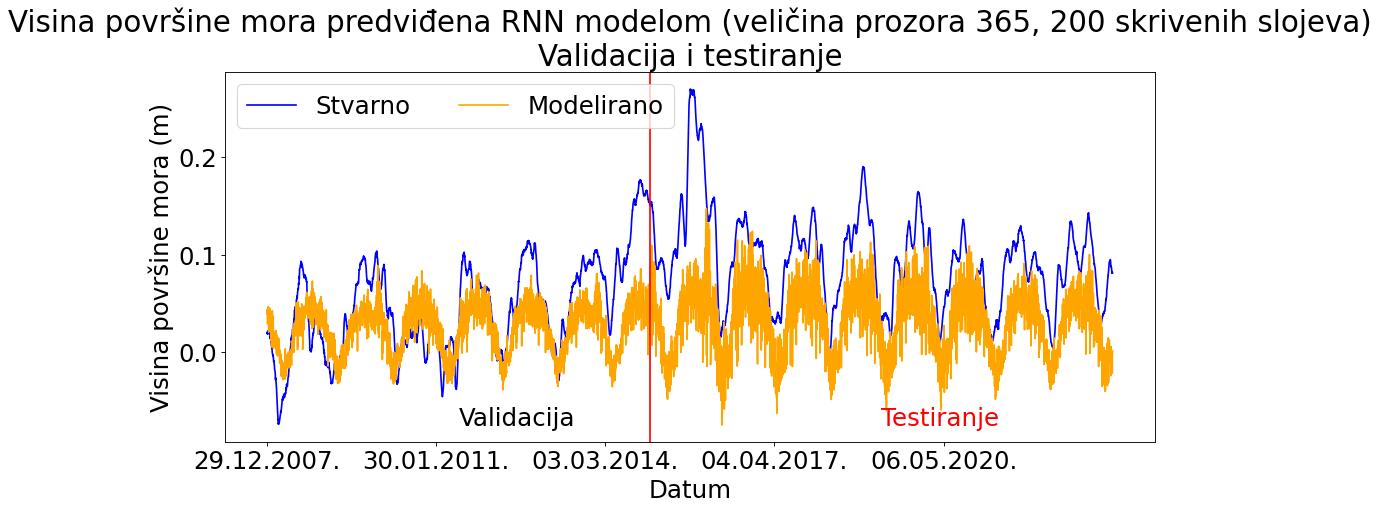 Visina površine mora predviđena RNN modelom (veličina prozora 365, 200 skrivenih slojeva)
Validacija i testiranje
Stvarno
Modelirano
Visina površine mora (m)
0.2
0.1
0.0
Validacija
Testiranje
29.12.2007.
30.01.2011.
03.03.2014.
04.04.2017.
06.05.2020.
Datum